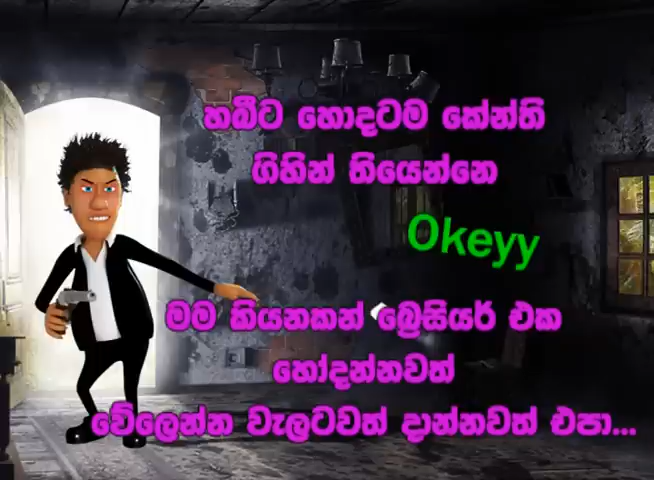 හබීට හොදටම කේන්ති
ගිහින් තියෙන්නෙ
Okeyy
මම කියනකන් බ්‍රෙසියර් එක
හෝදන්නවත්
වේලෙන්න වැලටවත් දාන්නවත් එපා...